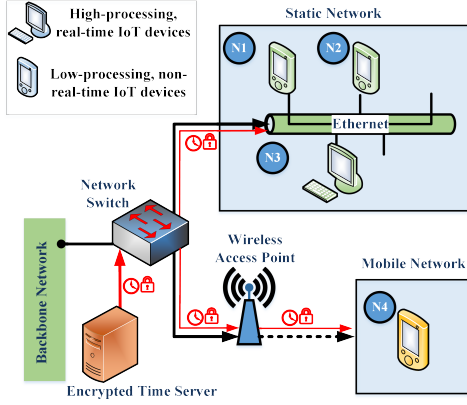 High-processing,
real-time IoT devices
Low-processing, non-
real-time IoT devices
Static Network
N1
N2
Ethernet
N3
Network
Switch
Wireless
Access Point
Mobile Network
N4
Backbone Network
Encrypted Time Server